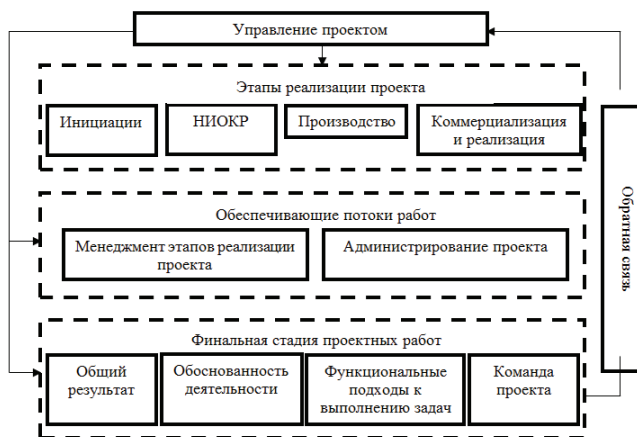 Управление проектом
Этапы реализации проекта
Инициации
НИОКР
Производство
Коммерциализация
и реализация
Обеспечивающие потоки работ
Менеджмент этапов реализации
проекта
Администрирование проекта
Финальная стадия проектных работ
Общий
результат
Обоснованность
деятельности
Функциональные
подходы к
выполнению задач
Команда
проекта
Обратная связь